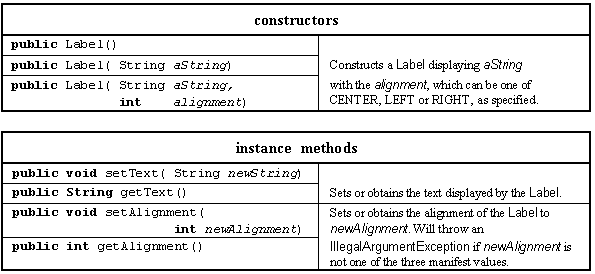 constructors
public Label()
public Label( String aString)
public Label( String aString,
int alignment)
Constructs a Label displaying aString
with the alignment, which can be one of
CENTER, LEFT or RIGHT, as specified.
instance methods
public void setText( String newString)
public String getText()
Sets or obtains the text displayed by the Label.
public void setAlignment(
int newAlignment)
public int getAlignment()
Sets or obtains the alignment of the Label to
newAlignment. Will throw an
IllegalArgumentException if newAlignment is
not one of the three manifest values.